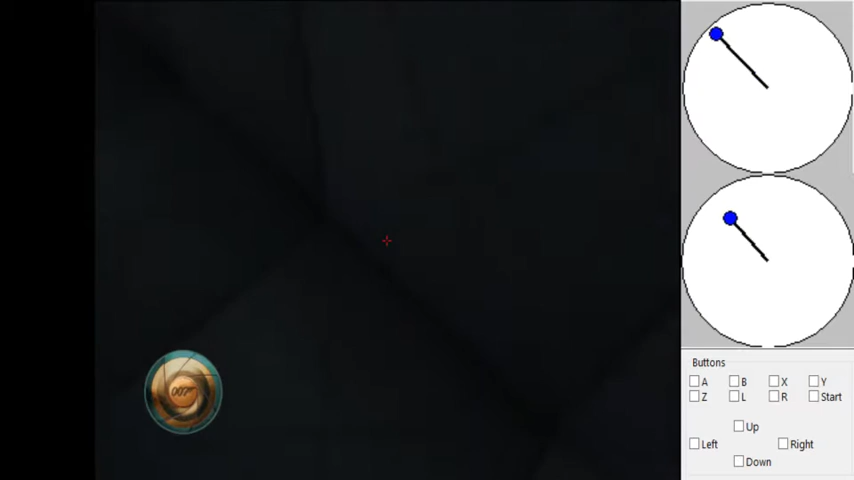 007
Buttons
A B X Y
Z L R Start
Up
Left Right
Down